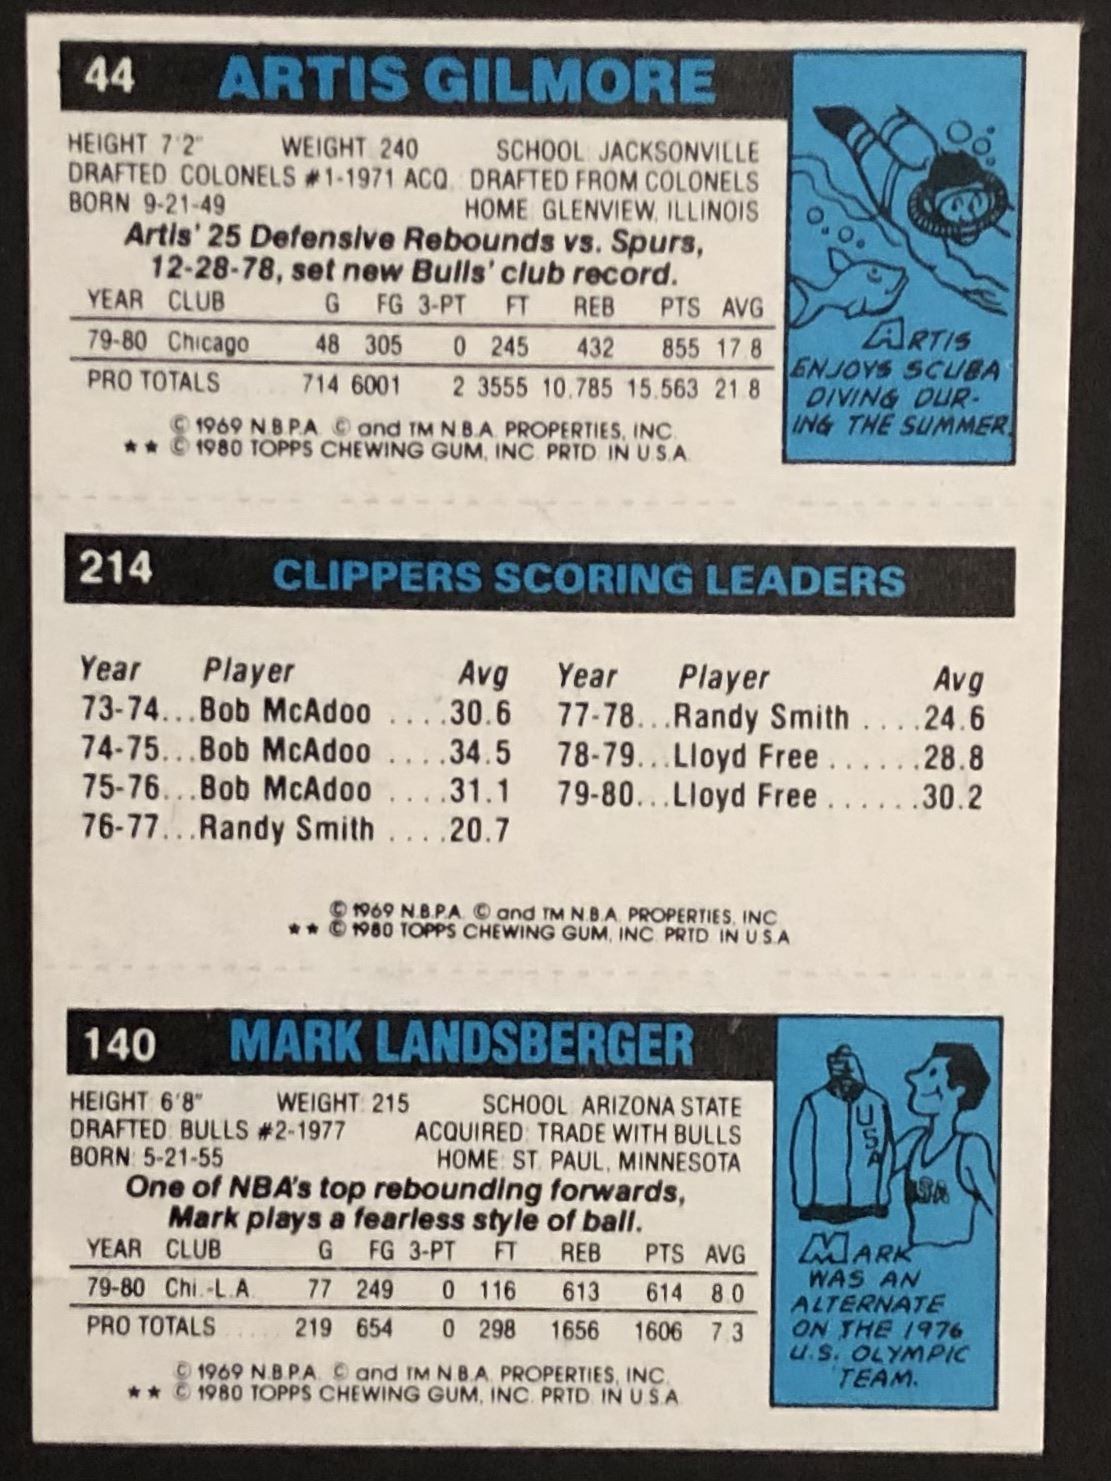 44 ARTIS GILMORE
HEIGHT 7'2" WEIGHT 240 SCHOOL JACKSONVILLE
DRAFTED COLONELS #1-1971 ACQ. DRAFTED FROM COLONELS
BORN 9-21-49 HOME: GLENVIEW, ILLINOIS
Artis' 25 Defensive Rebounds vs. Spurs,
12-28-78, set new Bulls' club record.
YEAR CLUB G FG 3-PT FT REB PTS AVG
79-80 Chicago 48 305 0 245 432 855 17.8
PRO TOTALS 714 6001 2 3555 10,785 15,563 21.8
© 1969 N.B.P.A. © and TM N.B.A. PROPERTIES, INC.
★★ © 1980 TOPPS CHEWING GUM, INC. PRTD. IN U.S.A.
ARTIS
ENJOYS SCUBA
DIVING DUR-
ING THE SUMMER.
214 CLIPPERS SCORING LEADERS
Year Player Avg Year Player Avg
73-74...Bob McAdoo ....30.6 77-78...Randy Smith ....24.6
74-75...Bob McAdoo ....34.5 78-79...Lloyd Free ......28.8
75-76...Bob McAdoo ....31.1 79-80...Lloyd Free ......30.2
76-77...Randy Smith ....20.7
© 1969 N.B.P.A. © and TM N.B.A. PROPERTIES, INC.
★★ © 1980 TOPPS CHEWING GUM, INC. PRTD. IN U.S.A.
140 MARK LANDSBERGER
HEIGHT: 6'8" WEIGHT: 215 SCHOOL: ARIZONA STATE
DRAFTED: BULLS #2-1977 ACQUIRED: TRADE WITH BULLS
BORN: 5-21-55 HOME: ST. PAUL, MINNESOTA
One of NBA's top rebounding forwards,
Mark plays a fearless style of ball.
YEAR CLUB G FG 3-PT FT REB PTS AVG
79-80 Chi.-L.A. 77 249 0 116 613 614 8.0
PRO TOTALS 219 654 0 298 1656 1606 7.3
© 1969 N.B.P.A. © and TM N.B.A. PROPERTIES, INC.
★★ © 1980 TOPPS CHEWING GUM, INC. PRTD. IN U.S.A.
USA
USA
MARK
WAS AN
ALTERNATE
ON THE 1976
U.S. OLYMPIC
TEAM.